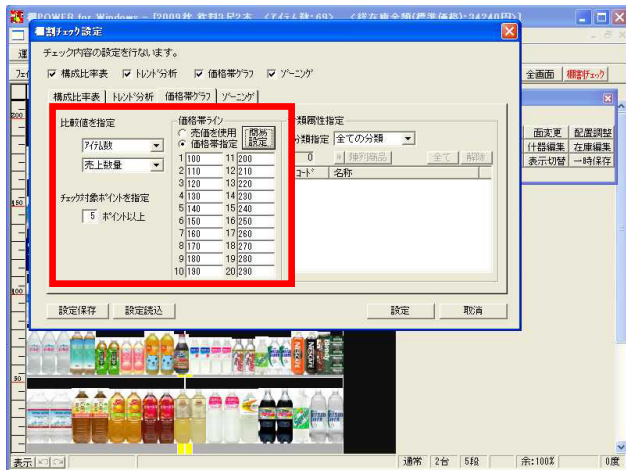 棚POWER for Windows - [2009秋 飲料3尺2本 <アイテム数:69> <総在庫金額(標準価格):34240円>]
棚割チェック設定
チェック内容の設定を行ないます。
構成比率表 トレンド分析 価格帯グラフ ゾーニング
全画面 棚割チェック
構成比率表 トレンド分析 価格帯グラフ ゾーニング
比較値を指定
アイテム数
売上数量
チェック対象ポイントを指定
5 ポイント以上
価格帯ライン
売価を使用
価格帯指定
簡易設定
1 100 11 200
2 110 12 210
3 120 13 220
4 130 14 230
5 140 15 240
6 150 16 250
7 160 17 260
8 170 18 270
9 180 19 280
10 190 20 290
分類属性指定
分類指定 全ての分類
0 陳列商品 全て 解除
コード 名称
面変更 配置調整
什器編集 在庫編集
表示切替 一時保存
設定保存 設定読込 設定 取消
200
150
100
50
表示
通常 2台 5段 余:100% 0度